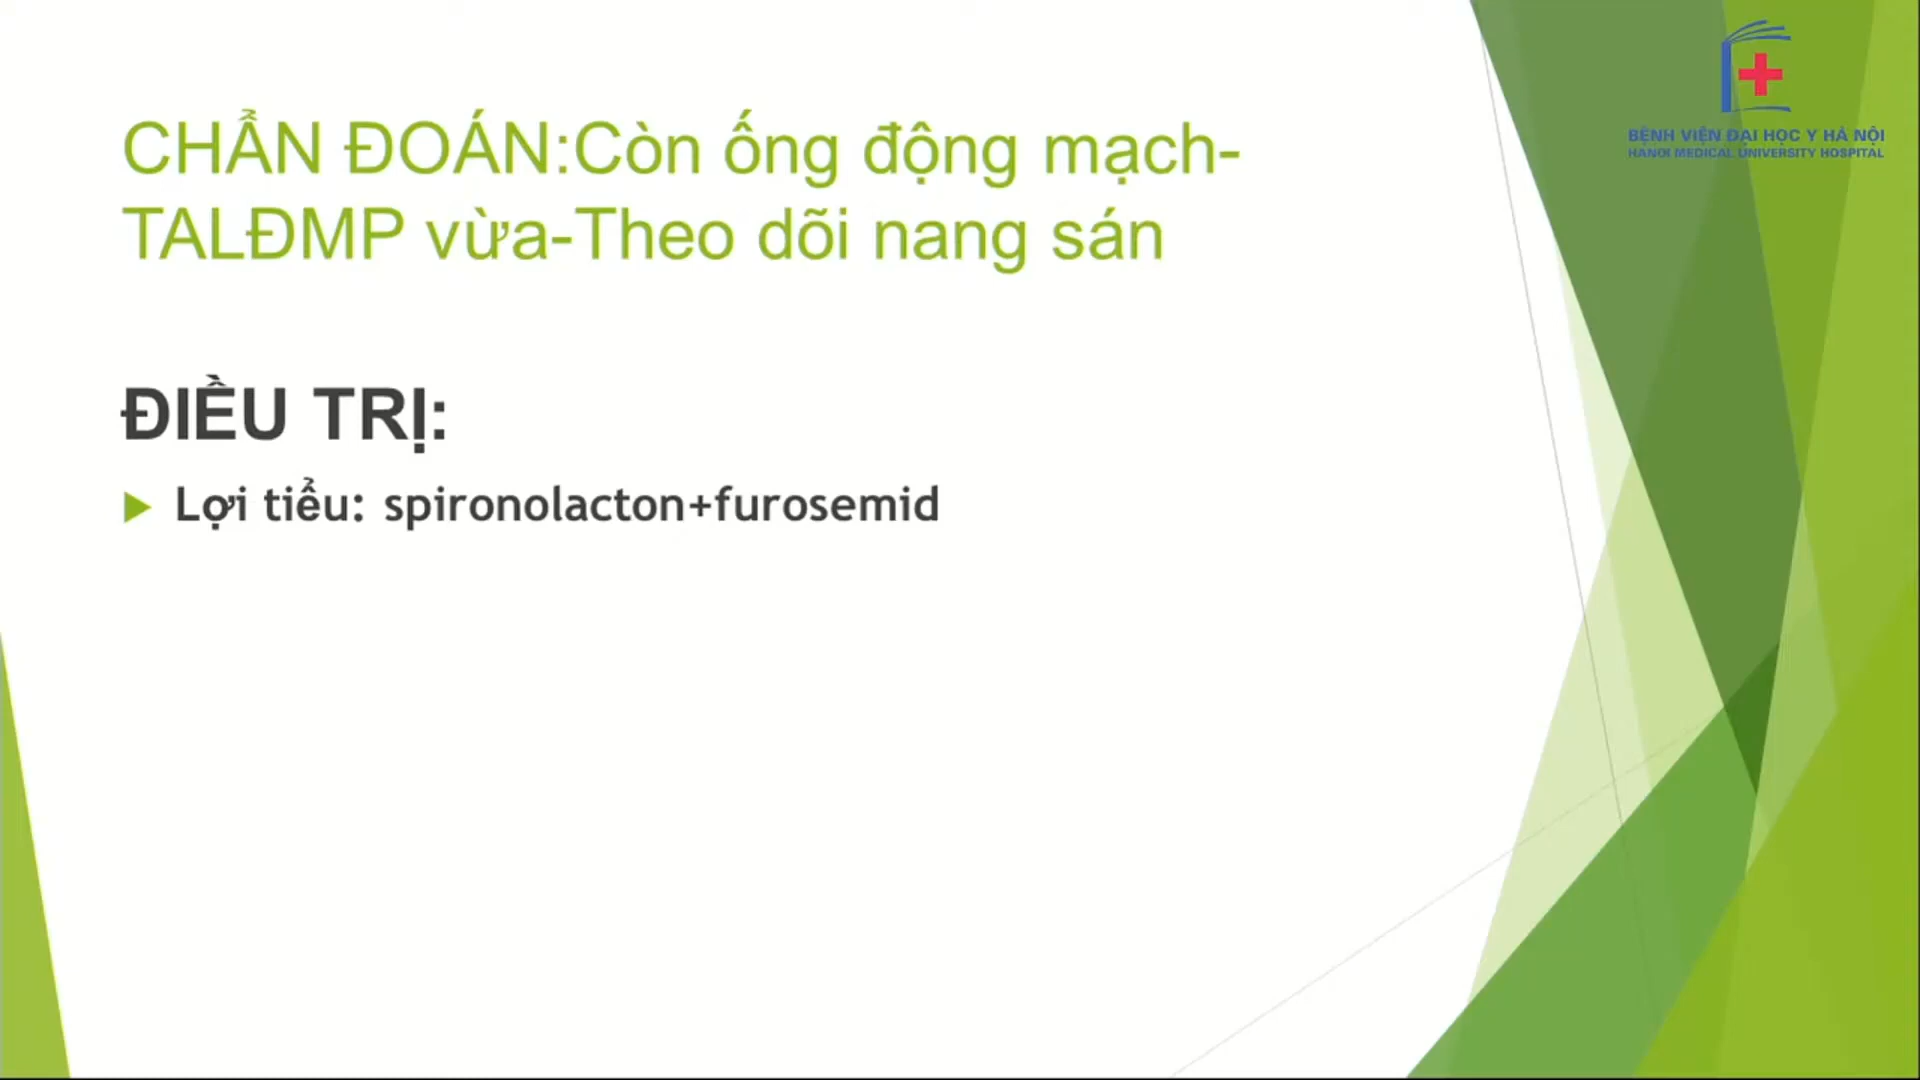 BỆNH VIỆN ĐẠI HỌC Y HÀ NỘI
HANOI MEDICAL UNIVERSITY HOSPITAL
CHẨN ĐOÁN:Còn ống động mạch-
TALĐMP vừa-Theo dõi nang sán
ĐIỀU TRỊ:
Lợi tiểu: spironolacton+furosemid